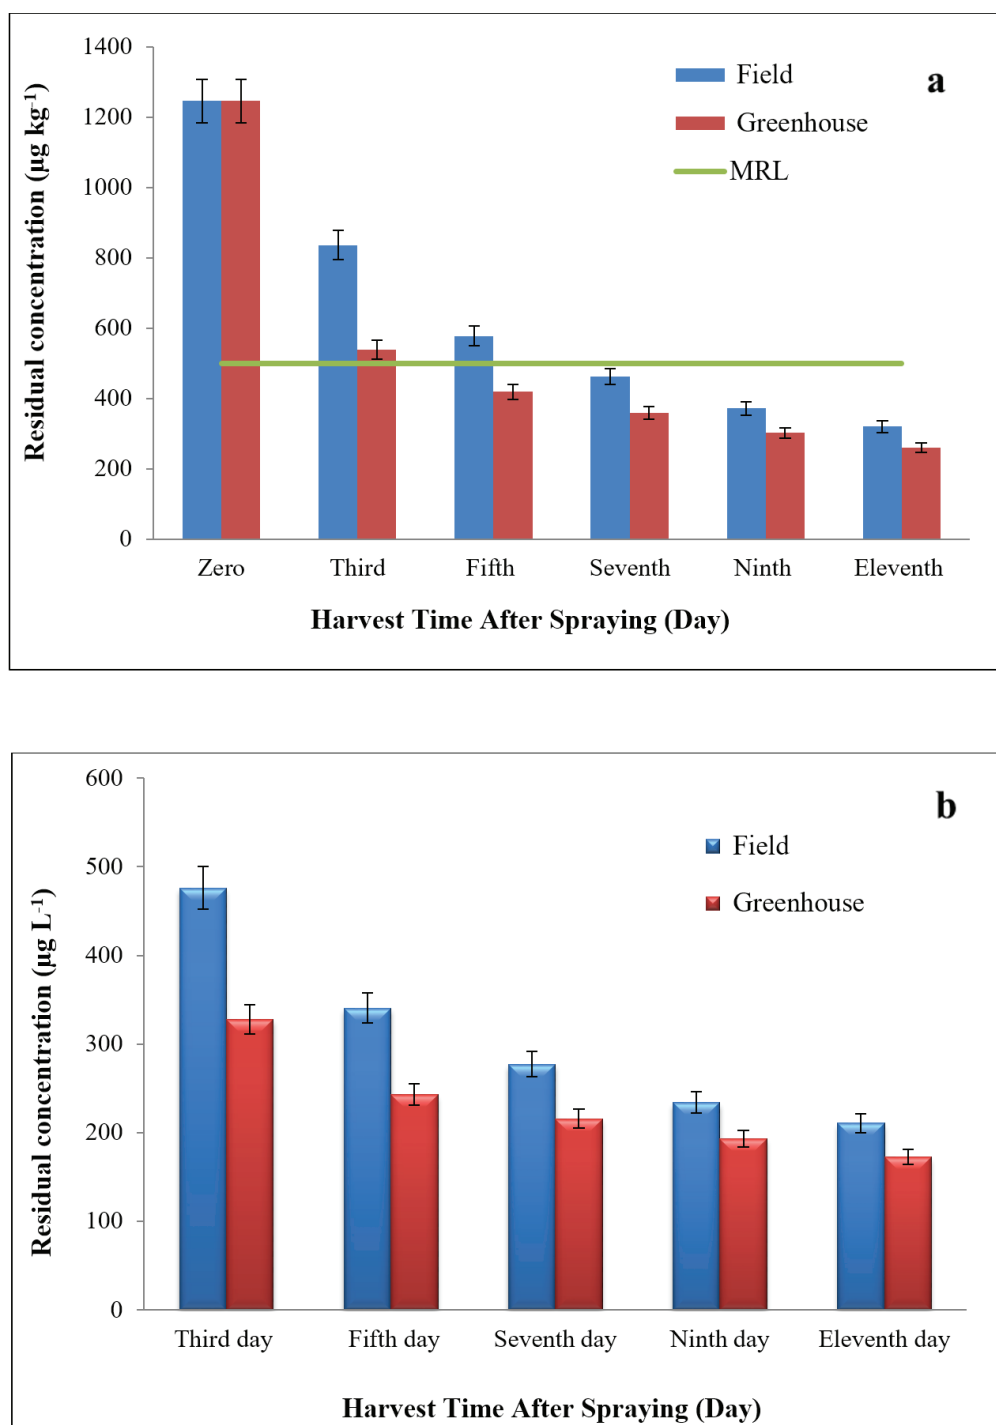 a
Residual concentration (µg kg⁻¹)
1400
1200
1000
800
600
400
200
0
Field
Greenhouse
MRL
Zero Third Fifth Seventh Ninth Eleventh
Harvest Time After Spraying (Day)
b
Residual concentration (µg L⁻¹)
600
500
400
300
200
100
0
Field
Greenhouse
Third day Fifth day Seventh day Ninth day Eleventh day
Harvest Time After Spraying (Day)